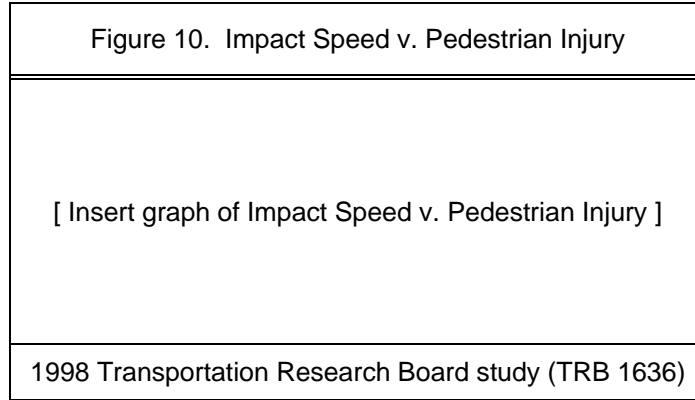 Figure 10.  Impact Speed v. Pedestrian Injury
[ Insert graph of Impact Speed v. Pedestrian Injury ]
1998 Transportation Research Board study (TRB 1636)